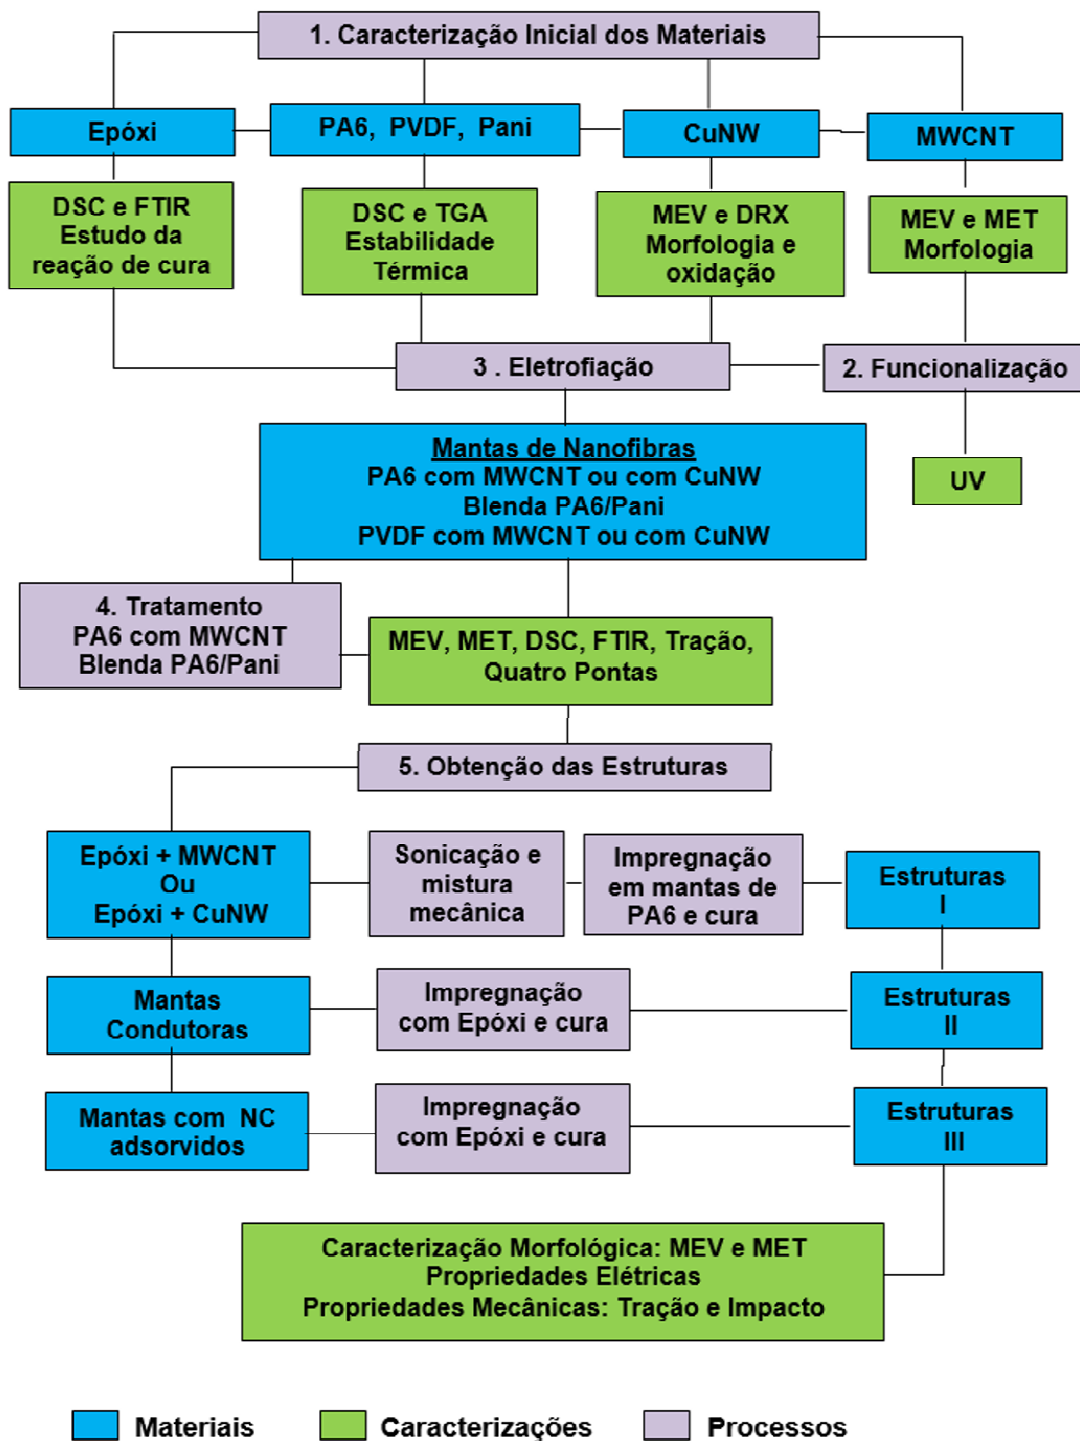 1. Caracterização Inicial dos Materiais
Epóxi
PA6, PVDF, Pani
CuNW
MWCNT
DSC e FTIR
Estudo da
reação de cura
DSC e TGA
Estabilidade
Térmica
MEV e DRX
Morfologia e
oxidação
MEV e MET
Morfologia
3 . Eletrofiação
2. Funcionalização
Mantas de Nanofibras
PA6 com MWCNT ou com CuNW
Blenda PA6/Pani
PVDF com MWCNT ou com CuNW
UV
4. Tratamento
PA6 com MWCNT
Blenda PA6/Pani
MEV, MET, DSC, FTIR, Tração,
Quatro Pontas
5. Obtenção das Estruturas
Epóxi + MWCNT
Ou
Epóxi + CuNW
Sonicação e
mistura
mecânica
Impregnação
em mantas de
PA6 e cura
Estruturas
I
Mantas
Condutoras
Impregnação
com Epóxi e cura
Estruturas
II
Mantas com NC
adsorvidos
Impregnação
com Epóxi e cura
Estruturas
III
Caracterização Morfológica: MEV e MET
Propriedades Elétricas
Propriedades Mecânicas: Tração e Impacto
Materiais
Caracterizações
Processos